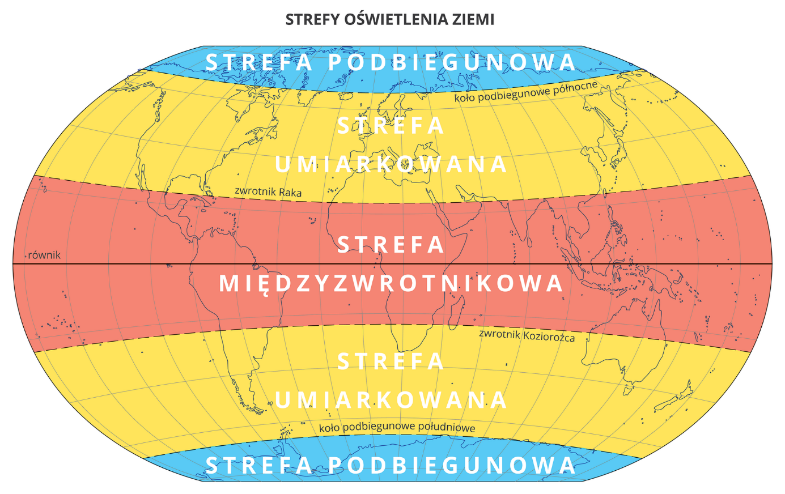 STREFY OŚWIETLENIA ZIEMI
STREFA PODBIEGUNOWA
koło podbiegunowe północne
STREFA
UMIARKOWANA
zwrotnik Raka
STREFA
równik
MIĘDZYZWROTNIKOWA
zwrotnik Koziorożca
STREFA
UMIARKOWANA
koło podbiegunowe południowe
STREFA PODBIEGUNOWA